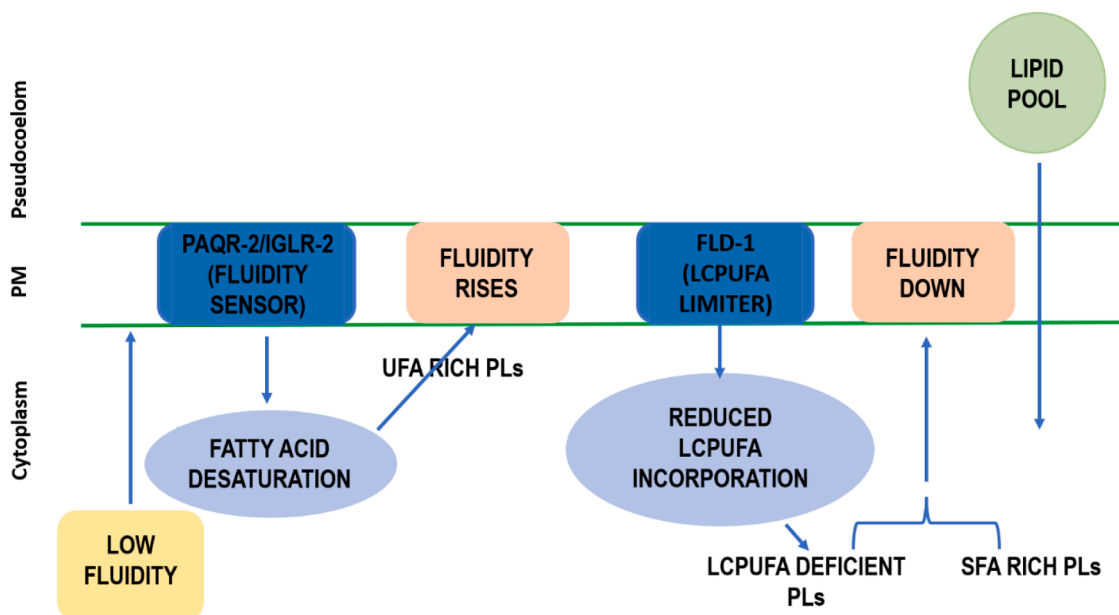 Pseudocoelom
PM
Cytoplasm
LIPID
POOL
PAQR-2/IGLR-2
(FLUIDITY
SENSOR)
FLUIDITY
RISES
FLD-1
(LCPUFA
LIMITER)
FLUIDITY
DOWN
UFA RICH PLs
FATTY ACID
DESATURATION
REDUCED
LCPUFA
INCORPORATION
LOW
FLUIDITY
LCPUFA DEFICIENT
PLs
SFA RICH PLs